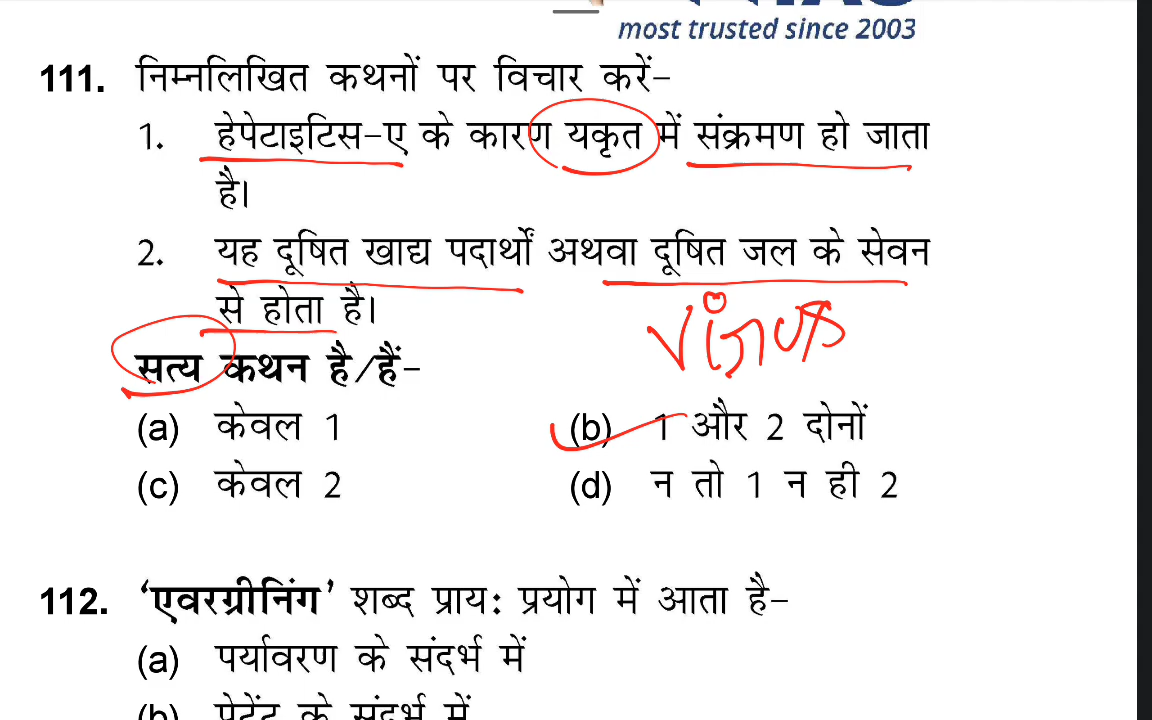 most trusted since 2003
111. निम्नलिखित कथनों पर विचार करें–
1. हेपेटाइटिस-ए के कारण यकृत में संक्रमण हो जाता
है।
2. यह दूषित खाद्य पदार्थों अथवा दूषित जल के सेवन
से होता है।
virus
सत्य कथन है/हैं–
(a) केवल 1 (b) 1 और 2 दोनों
(c) केवल 2 (d) न तो 1 न ही 2
112. ‘एवरग्रीनिंग’ शब्द प्रायः प्रयोग में आता है–
(a) पर्यावरण के संदर्भ में
(b) पेटेंट के संदर्भ में